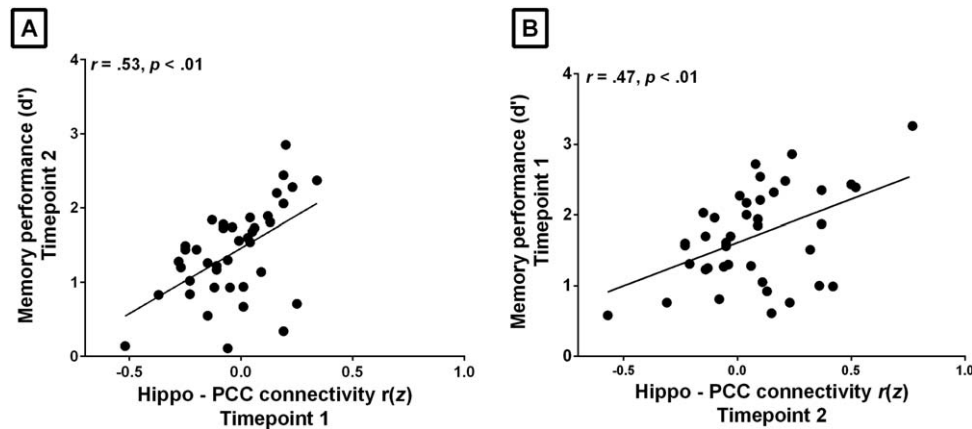 A
r = .53, p < .01
Memory performance (d')
Timepoint 2
4
3
2
1
0
-0.5 0.0 0.5 1.0
Hippo - PCC connectivity r(z)
Timepoint 1
B
r = .47, p < .01
Memory performance (d')
Timepoint 1
4
3
2
1
0
-0.5 0.0 0.5 1.0
Hippo - PCC connectivity r(z)
Timepoint 2